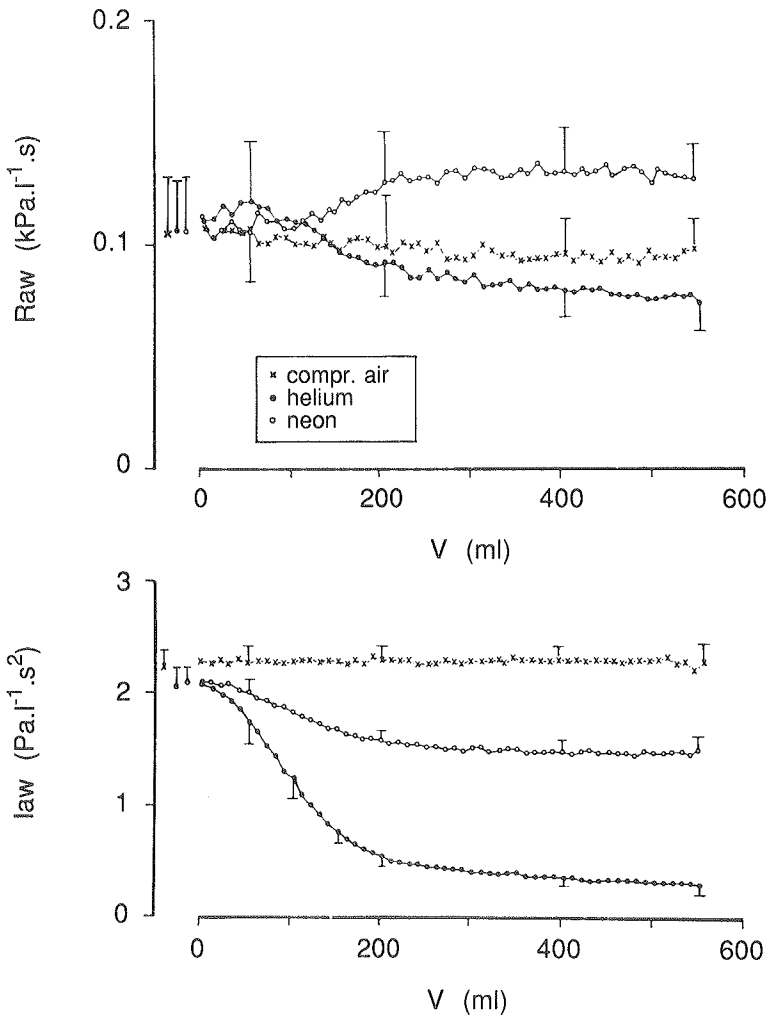 0.2
0.1
0
Raw (kPa.l⁻¹.s)
compr. air
helium
neon
0 200 400 600
V (ml)
3
2
1
0
Iaw (Pa.l⁻¹.s²)
0 200 400 600
V (ml)